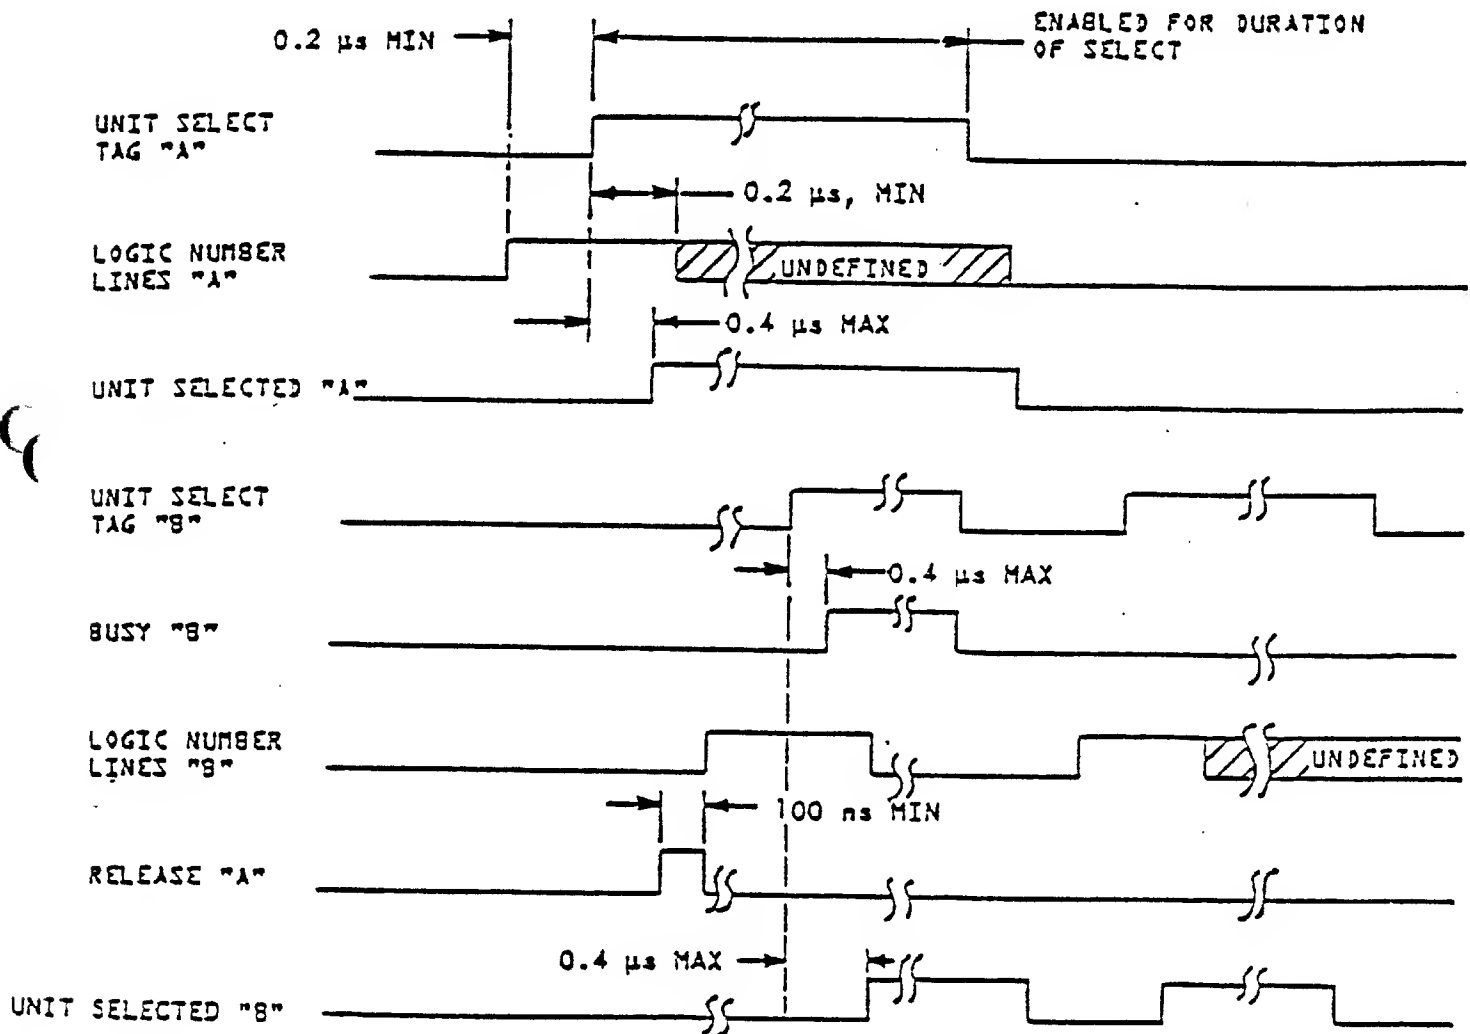 0.2 µs MIN
ENABLED FOR DURATION
OF SELECT
UNIT SELECT
TAG "A"
0.2 µs, MIN
LOGIC NUMBER
LINES "A"
UNDEFINED
0.4 µs MAX
UNIT SELECTED "A"
UNIT SELECT
TAG "B"
0.4 µs MAX
BUSY "B"
LOGIC NUMBER
LINES "B"
UNDEFINED
100 ns MIN
RELEASE "A"
0.4 µs MAX
UNIT SELECTED "B"